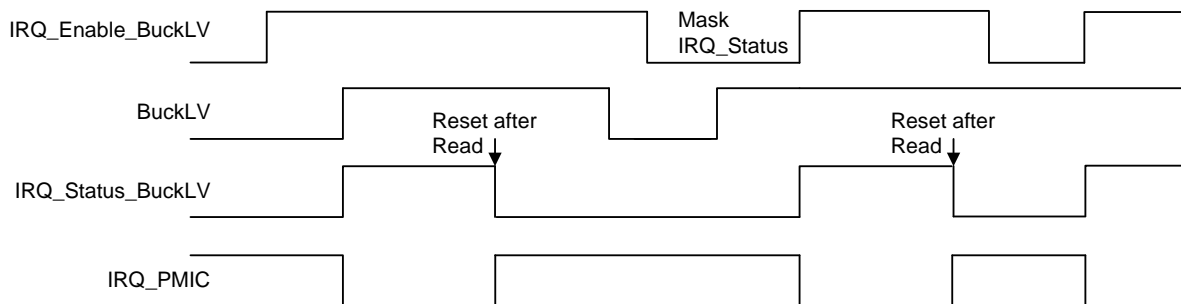 IRQ_Enable_BuckLV
Mask
IRQ_Status
BuckLV
Reset after
Read
Reset after
Read
IRQ_Status_BuckLV
IRQ_PMIC